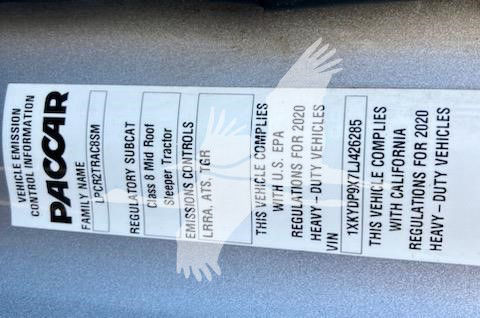 VEHICLE EMISSION
CONTROL INFORMATION
PACCAR
FAMILY NAME
LPCR2TRAC8SM
REGULATORY SUBCAT
Class 8 Mid Roof
Sleeper Tractor
EMISSIONS CONTROLS
LRRA, ATS, TGR
THIS VEHICLE COMPLIES
WITH U.S. EPA
REGULATIONS FOR 2020
HEAVY-DUTY VEHICLES
VIN
1XKYDP9X7LJ426285
THIS VEHICLE COMPLIES
WITH CALIFORNIA
REGULATIONS FOR 2020
HEAVY-DUTY VEHICLES